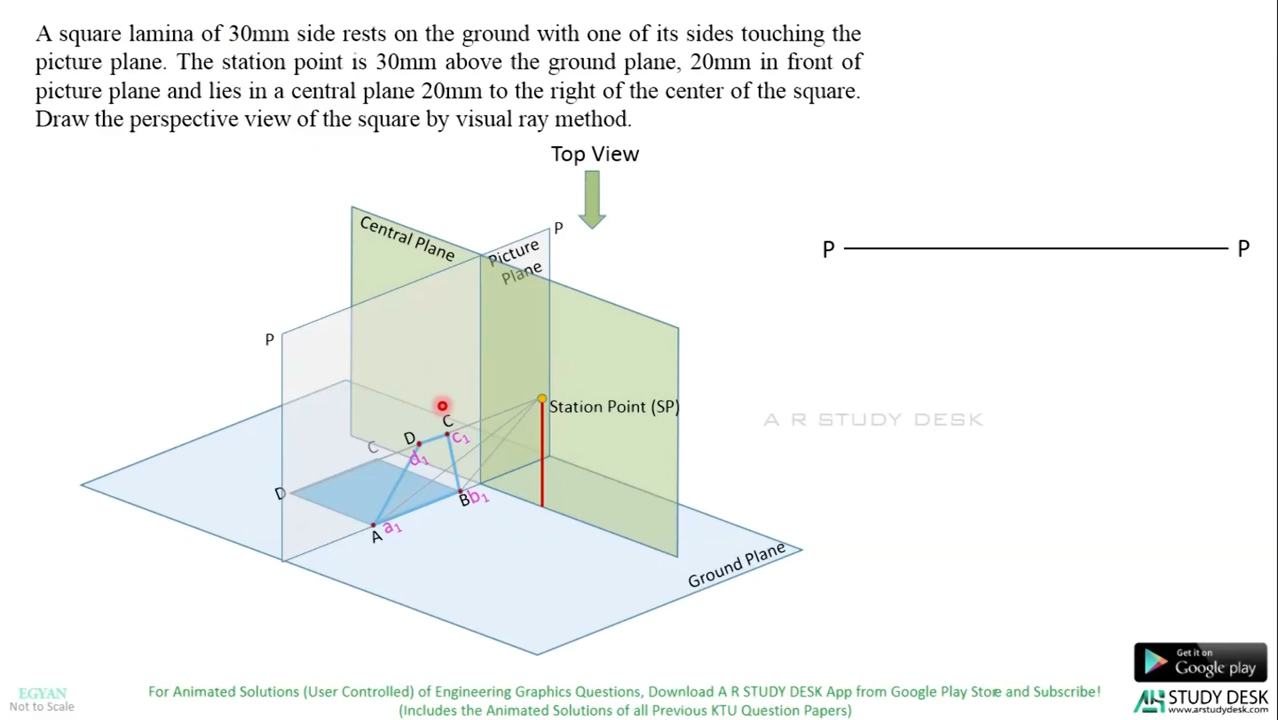 A square lamina of 30mm side rests on the ground with one of its sides touching the
picture plane. The station point is 30mm above the ground plane, 20mm in front of
picture plane and lies in a central plane 20mm to the right of the center of the square.
Draw the perspective view of the square by visual ray method.
Top View
Central Plane
P
Picture
Plane
P
P
P
Station Point (SP)
A R STUDY DESK
C
D
C
c₁
d₁
D
B
b₁
A
a₁
Ground Plane
Get it on
Google play
EGYAN
Not to Scale
For Animated Solutions (User Controlled) of Engineering Graphics Questions, Download A R STUDY DESK App from Google Play Store and Subscribe!
(Includes the Animated Solutions of all Previous KTU Question Papers)
AR STUDY DESK
www.arstudydesk.com